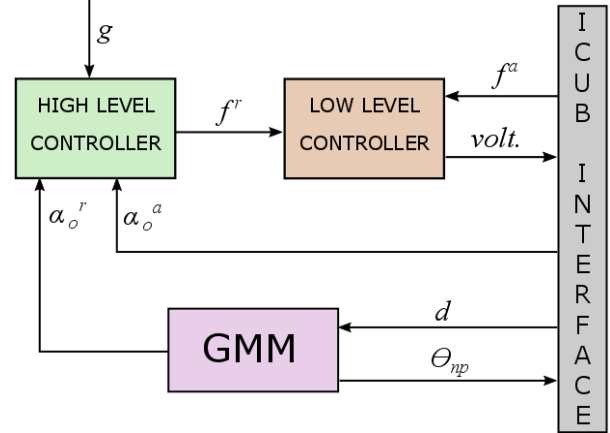 g
HIGH LEVEL
CONTROLLER
f^r
LOW LEVEL
CONTROLLER
f^a
volt.
α_o^r
α_o^a
GMM
d
Θ_np
ICUB INTERFACE